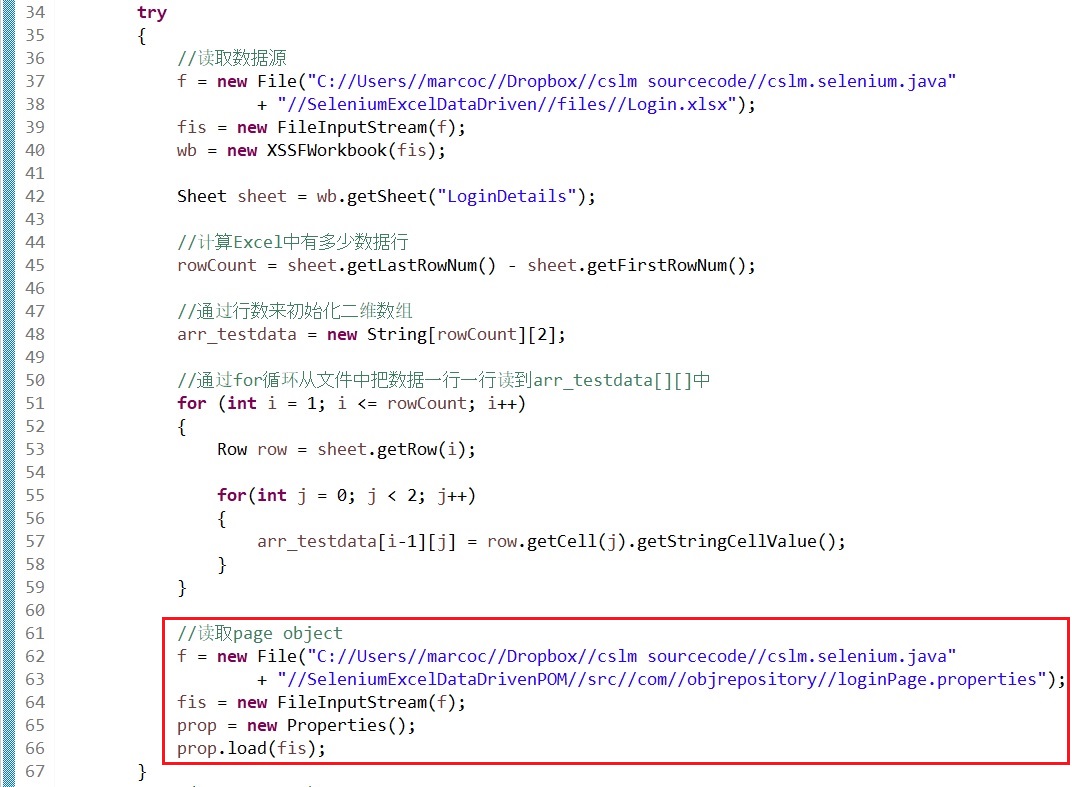 34 try
35 {
36 //读取数据源
37 f = new File("C://Users//marcoc//Dropbox//cslm sourcecode//cslm.selenium.java"
38 + "//SeleniumExcelDataDriven//files//Login.xlsx");
39 fis = new FileInputStream(f);
40 wb = new XSSFWorkbook(fis);
41
42 Sheet sheet = wb.getSheet("LoginDetails");
43
44 //计算Excel中有多少数据行
45 rowCount = sheet.getLastRowNum() - sheet.getFirstRowNum();
46
47 //通过行数来初始化二维数组
48 arr_testdata = new String[rowCount][2];
49
50 //通过for循环从文件中把数据一行一行读到arr_testdata[][]中
51 for (int i = 1; i <= rowCount; i++)
52 {
53 Row row = sheet.getRow(i);
54
55 for(int j = 0; j < 2; j++)
56 {
57 arr_testdata[i-1][j] = row.getCell(j).getStringCellValue();
58 }
59 }
60
61 //读取page object
62 f = new File("C://Users//marcoc//Dropbox//cslm sourcecode//cslm.selenium.java"
63 + "//SeleniumExcelDataDrivenPOM//src//com//objrepository//loginPage.properties");
64 fis = new FileInputStream(f);
65 prop = new Properties();
66 prop.load(fis);
67 }